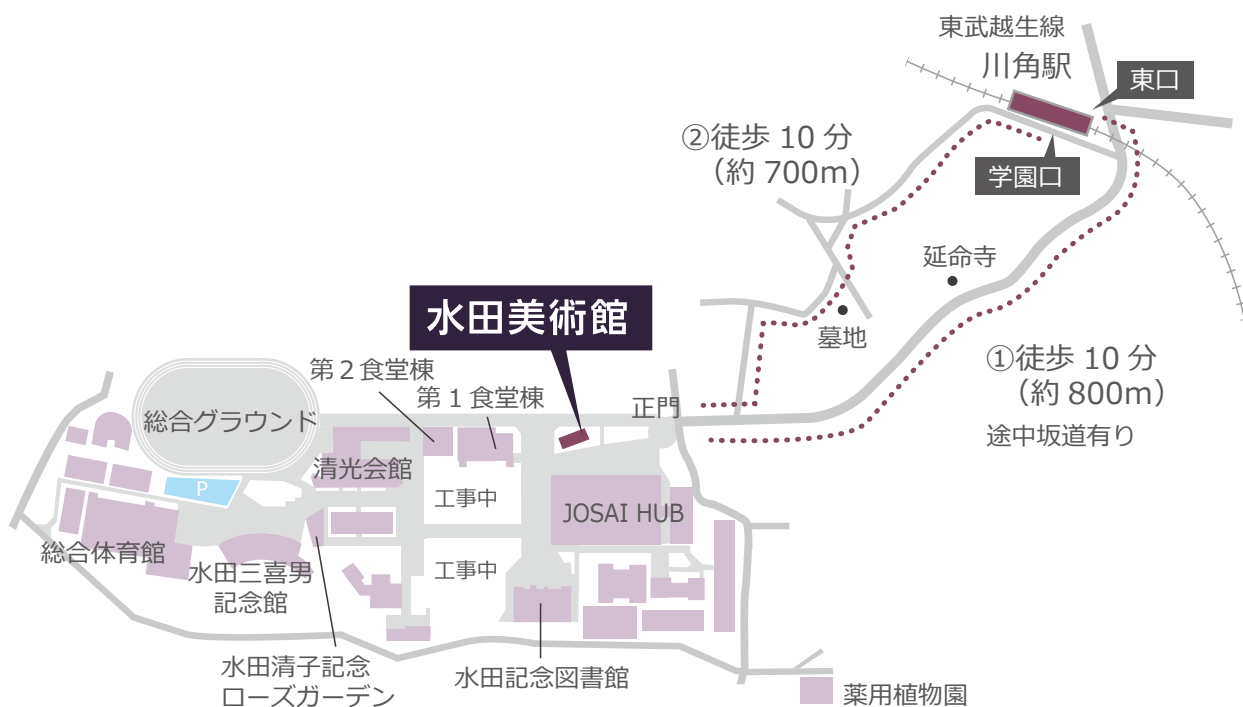 東武越生線
川角駅
東口
②徒歩 10 分
（約 700m）
学園口
延命寺
墓地
水田美術館
①徒歩 10 分
（約 800m）
途中坂道有り
第２食堂棟
第１食堂棟
正門
総合グラウンド
清光会館
P
工事中
JOSAI HUB
総合体育館
水田三喜男
記念館
工事中
水田清子記念
ローズガーデン
水田記念図書館
薬用植物園